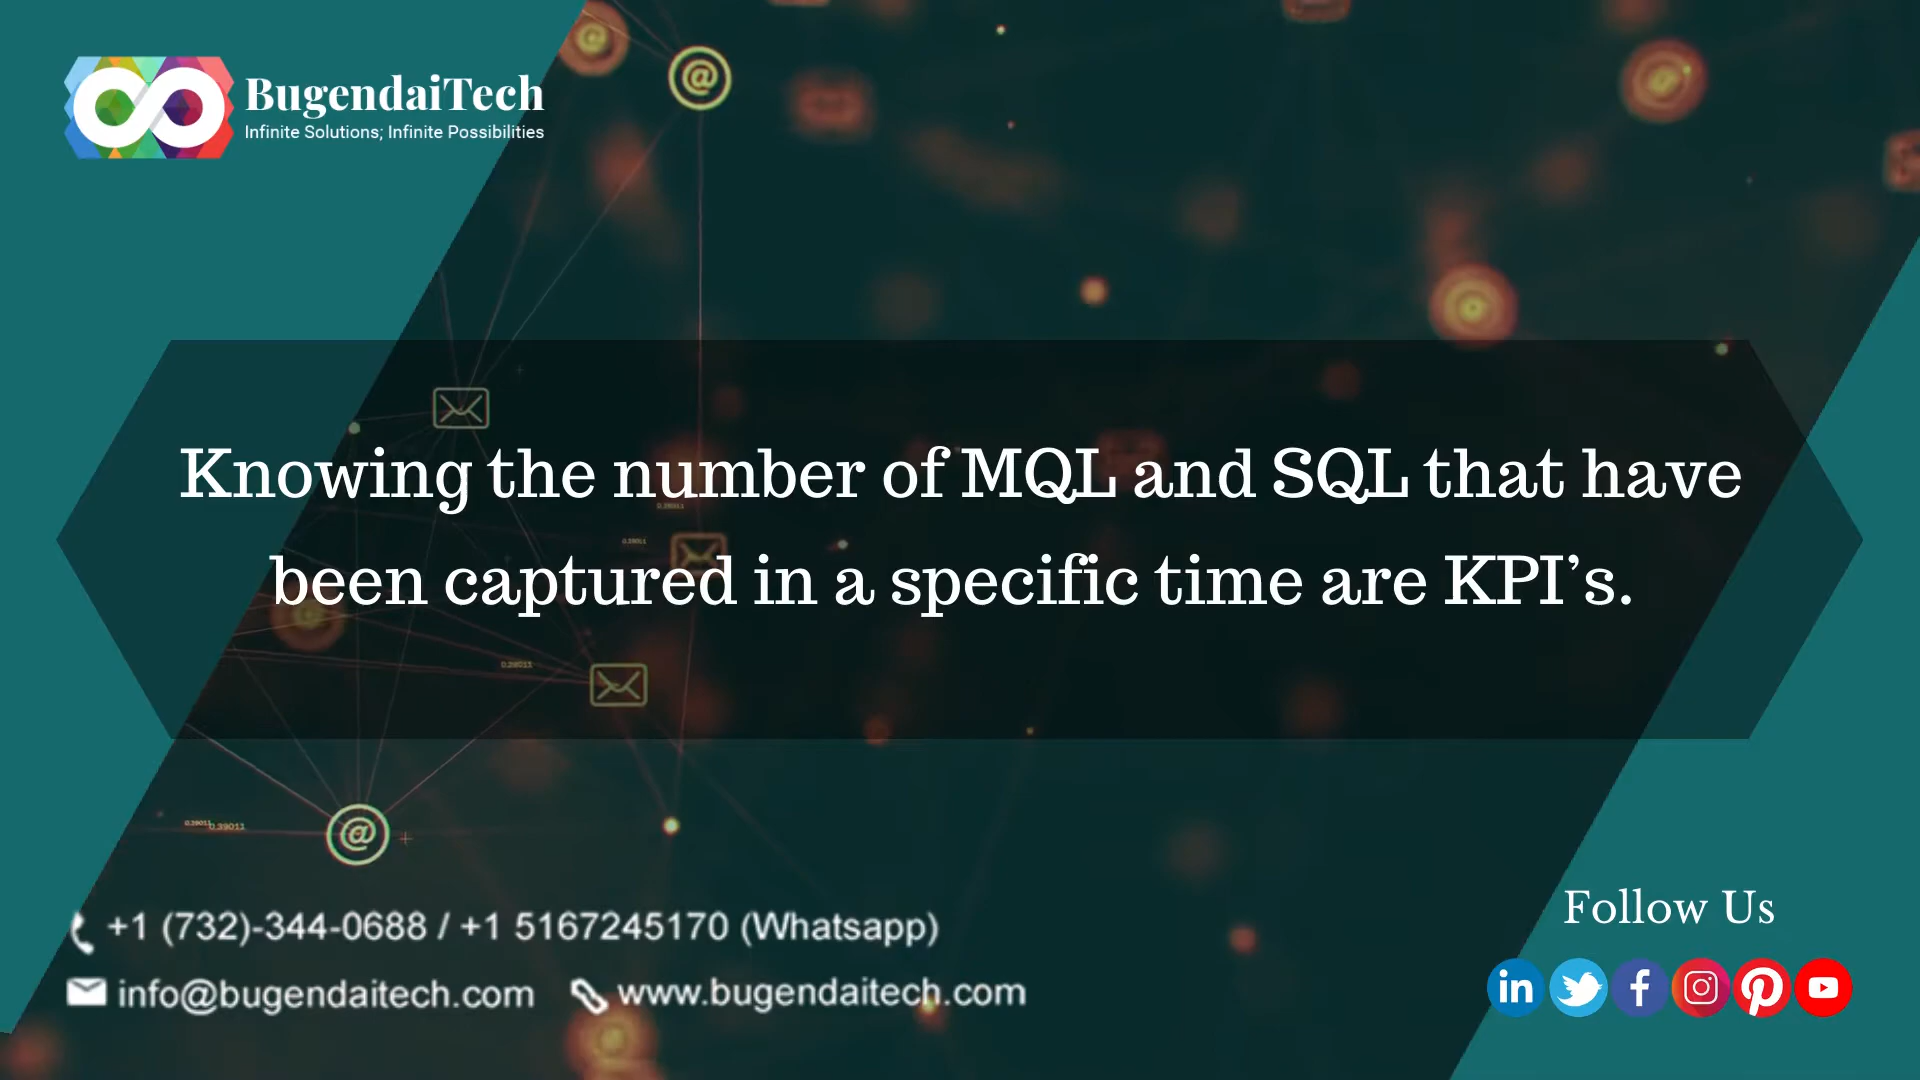 BugendaiTech
Infinite Solutions; Infinite Possibilities
Knowing the number of MQL and SQL that have
been captured in a specific time are KPI's.
+1 (732)-344-0688 / +1 5167245170 (Whatsapp)
info@bugendaitech.com www.bugendaitech.com
Follow Us